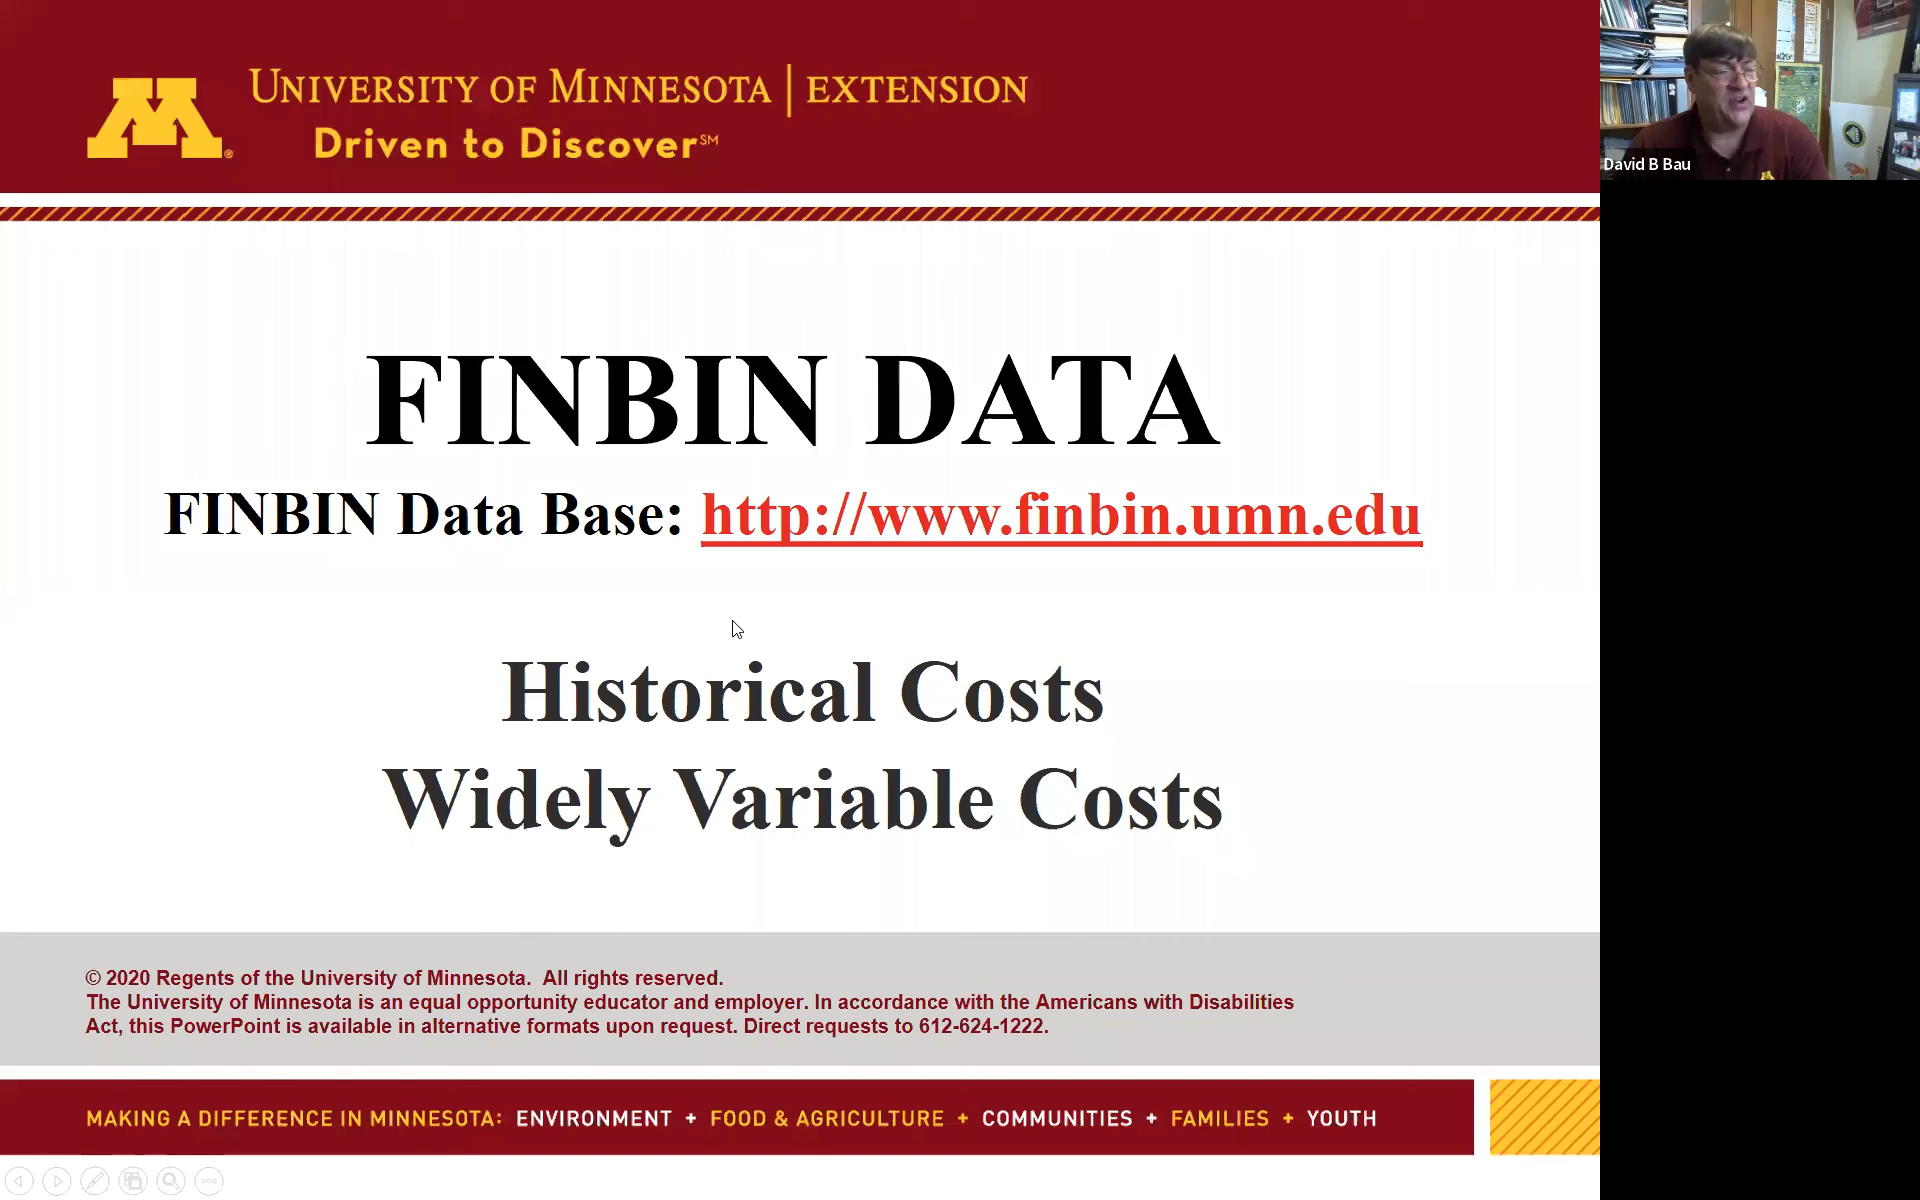 UNIVERSITY OF MINNESOTA | EXTENSION
Driven to Discover℠
David B Bau
FINBIN DATA
FINBIN Data Base: http://www.finbin.umn.edu
Historical Costs
Widely Variable Costs
© 2020 Regents of the University of Minnesota.  All rights reserved.
The University of Minnesota is an equal opportunity educator and employer. In accordance with the Americans with Disabilities
Act, this PowerPoint is available in alternative formats upon request. Direct requests to 612-624-1222.
MAKING A DIFFERENCE IN MINNESOTA: ENVIRONMENT + FOOD & AGRICULTURE + COMMUNITIES + FAMILIES + YOUTH